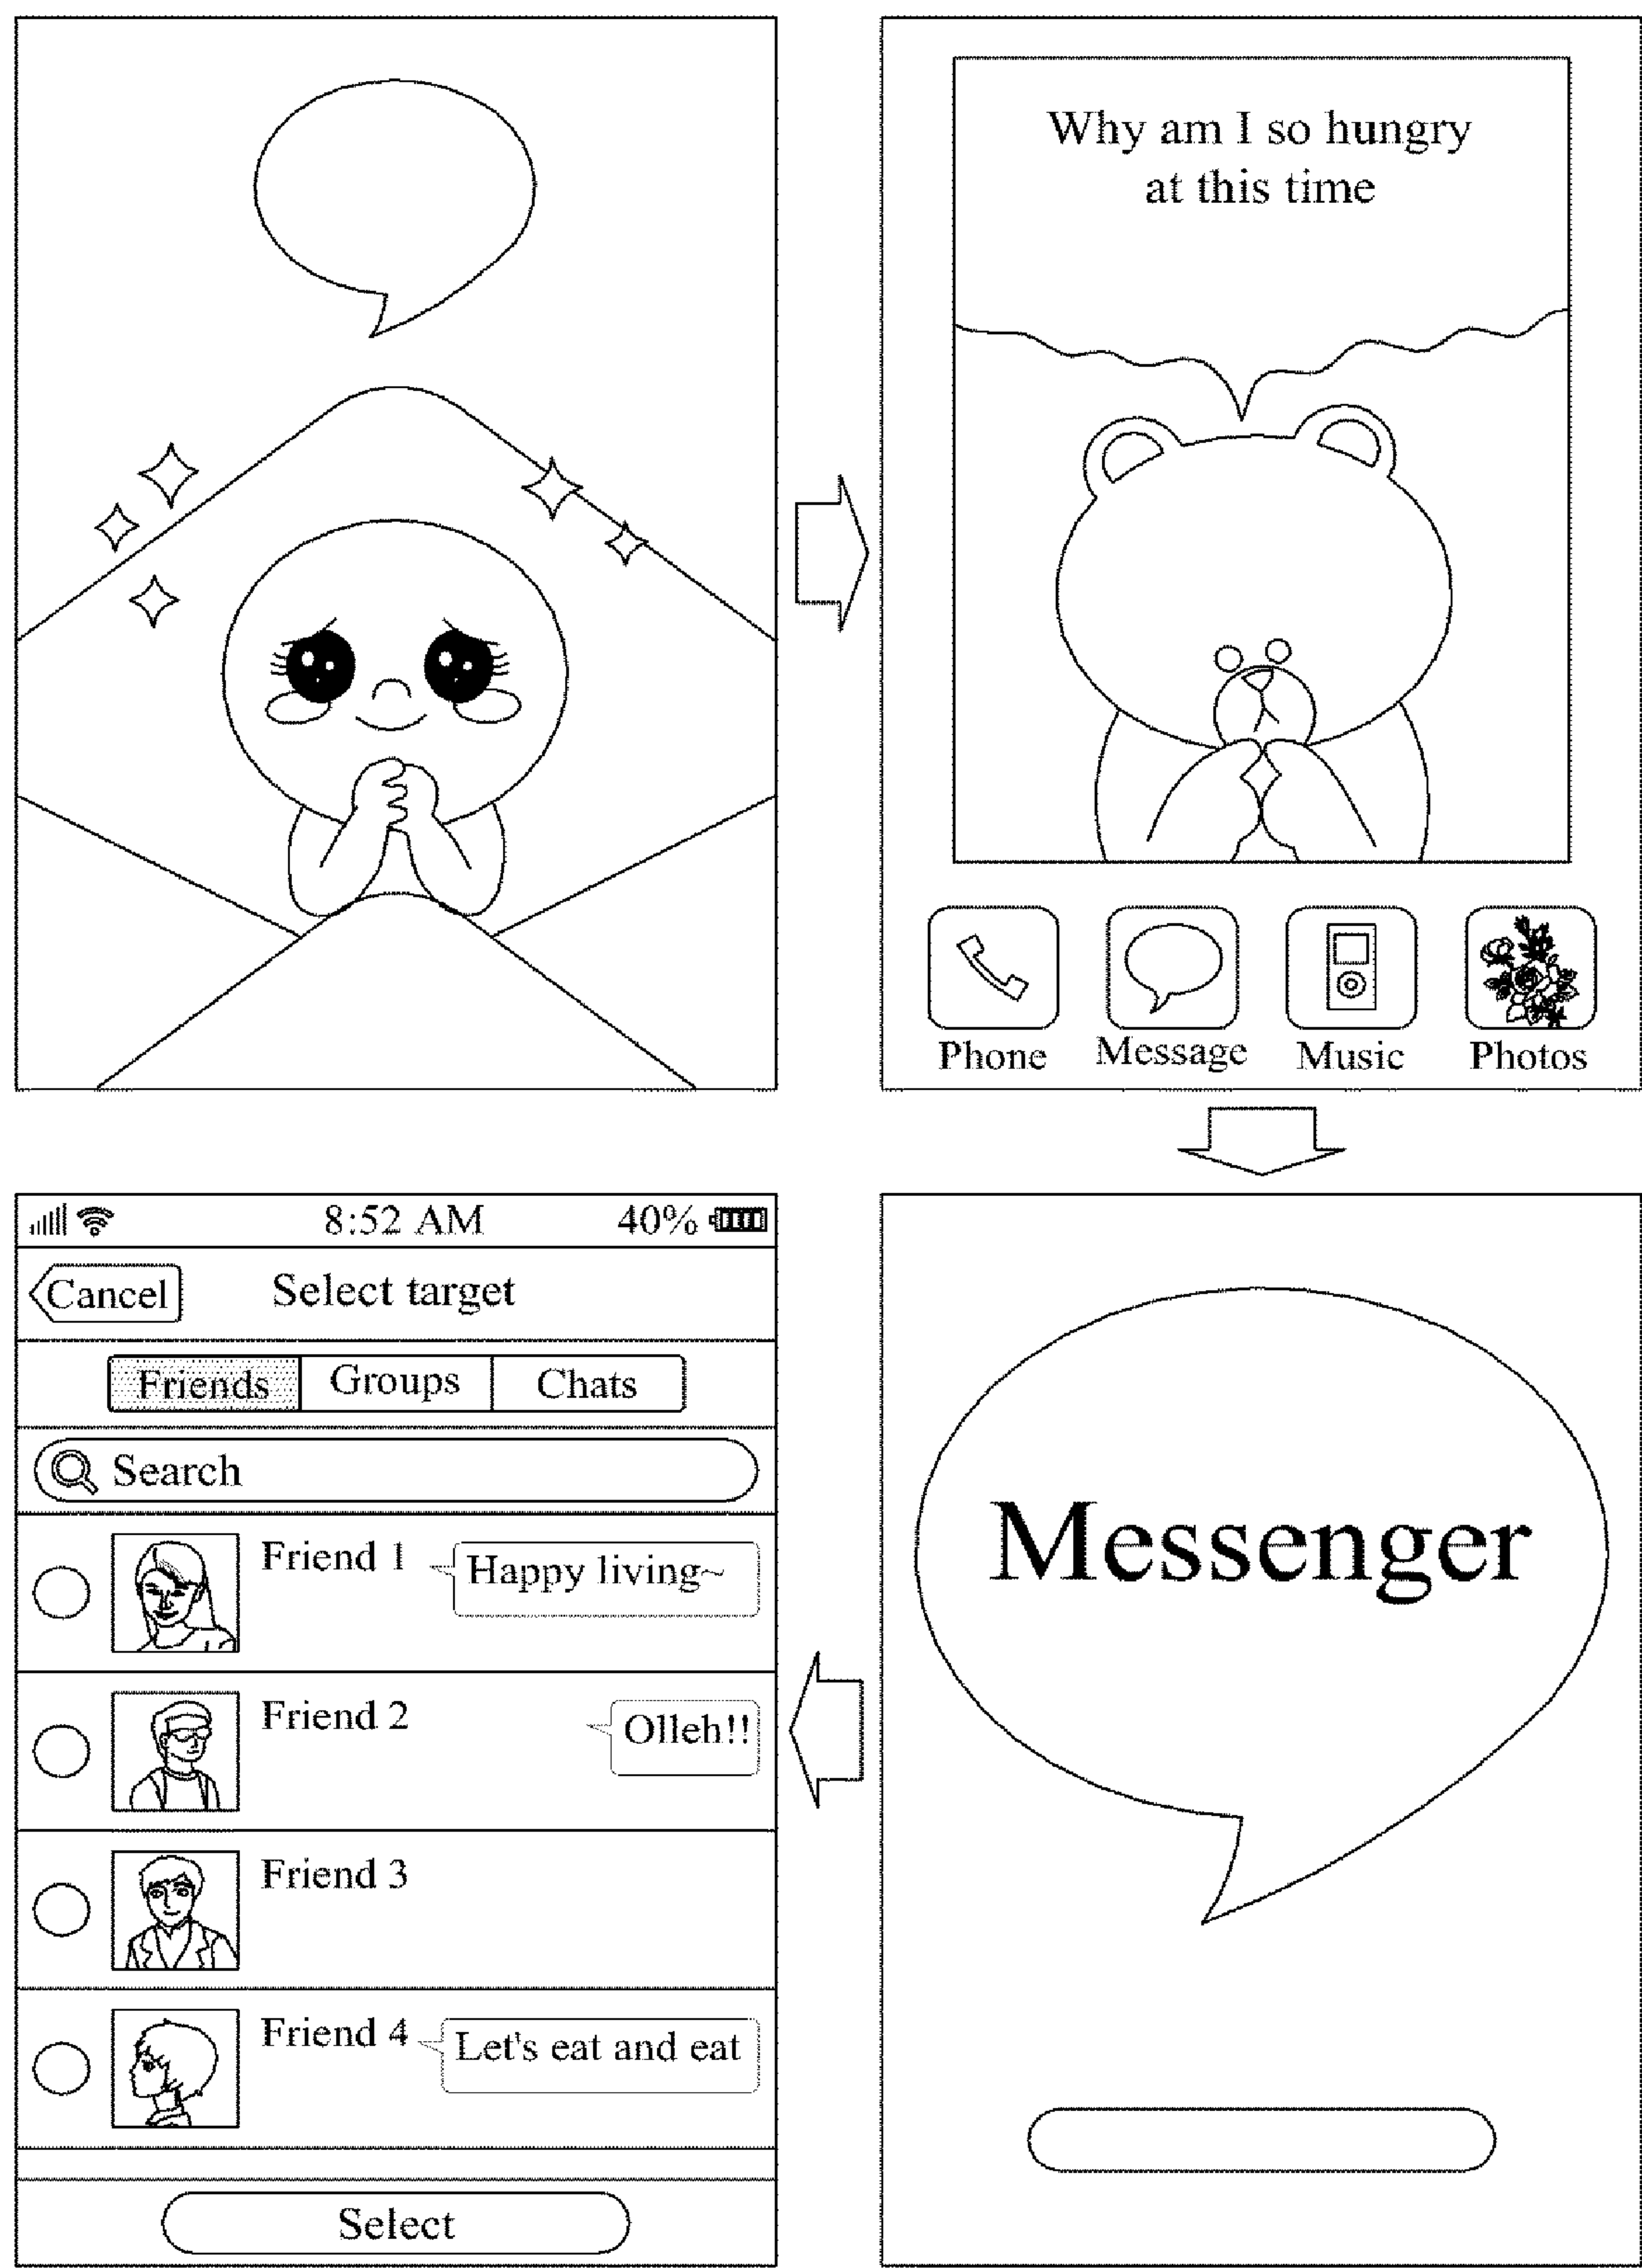 Why am I so hungry
at this time
Phone Message Music Photos
8:52 AM 40%
Cancel Select target
Friends Groups Chats
Search
Friend 1 Happy living~
Friend 2 Olleh!!
Friend 3
Friend 4 Let's eat and eat
Select
Messenger